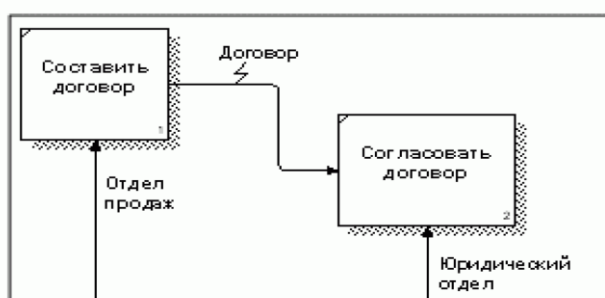 Составить
договор
1
Договор
Согласовать
договор
2
Отдел
продаж
Юридический
отдел